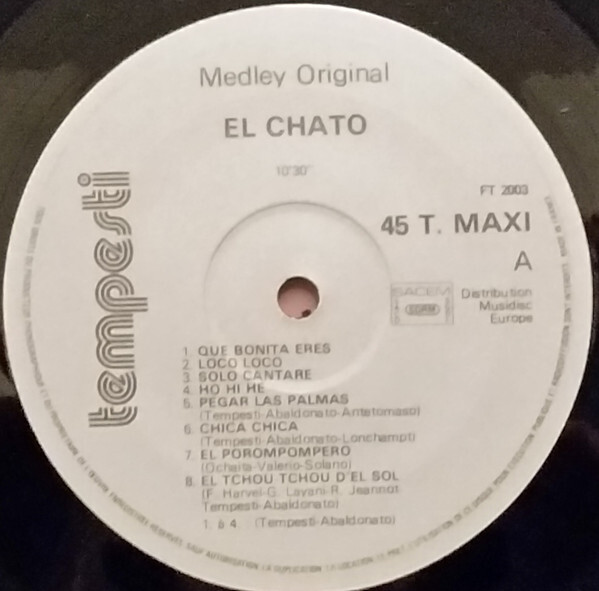 Medley Original
EL CHATO
10'30"
tempesti
FT 2003
45 T. MAXI
A
SACEM
Distribution
Musidisc
Europe
1. QUE BONITA ERES
2. LOCO LOCO
3. SOLO CANTARE
4. HO HI HE
5. PEGAR LAS PALMAS
(Tempesti-Abaldonato-Antetomaso)
6. CHICA CHICA
(Tempesti-Abaldonato-Lonchampt)
7. EL POROMPOMPERO
(Ochaita-Valerio-Solano)
8. EL TCHOU TCHOU D'EL SOL
(F. Harvel-G. Layani-R. Jeannot
Tempesti-Abaldonato)
1. à 4. (Tempesti-Abaldonato)